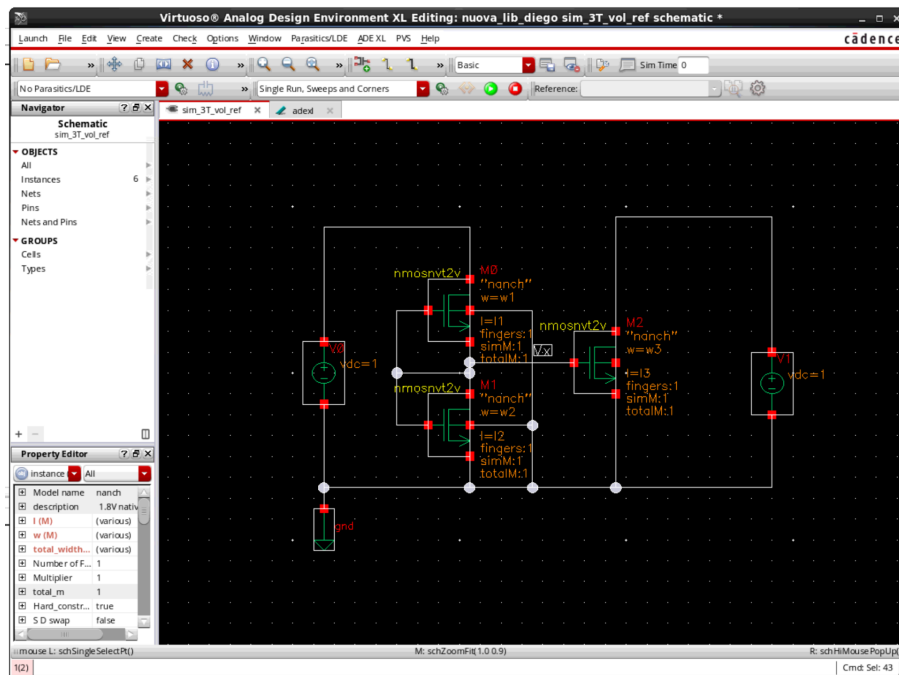 Virtuoso® Analog Design Environment XL Editing: nuova_lib_diego sim_3T_vol_ref schematic *
Launch File Edit View Create Check Options Window Parasitics/LDE ADE XL PVS Help
cādence
» » » Basic Sim Time 0
No Parasitics/LDE » Single Run, Sweeps and Corners Reference:
Navigator ? X
sim_3T_vol_ref X adexl X
Schematic
sim_3T_vol_ref
OBJECTS
All
Instances 6
Nets
Pins
Nets and Pins
GROUPS
Cells
Types
nmosnvt2v
M0
"nanch"
w=w1
l=l1
fingers:1
simM:1
totalM:1
V0
vdc=1
nmosnvt2v
M1
"nanch"
w=w2
l=l2
fingers:1
simM:1
totalM:1
Vx
nmosnvt2v
M2
"nanch"
w=w3
l=l3
fingers:1
simM:1
totalM:1
V1
vdc=1
gnd
Property Editor ? X
instance All
Model name nanch
description 1.8V nativ
l (M) (various)
w (M) (various)
total_width... (various)
Number of F... 1
Multiplier 1
total_m 1
Hard_constr... true
S D swap false
mouse L: schSingleSelectPt() M: schZoomFit(1.0 0.9) R: schHiMousePopUp(
1(2) Cmd: Sel: 43